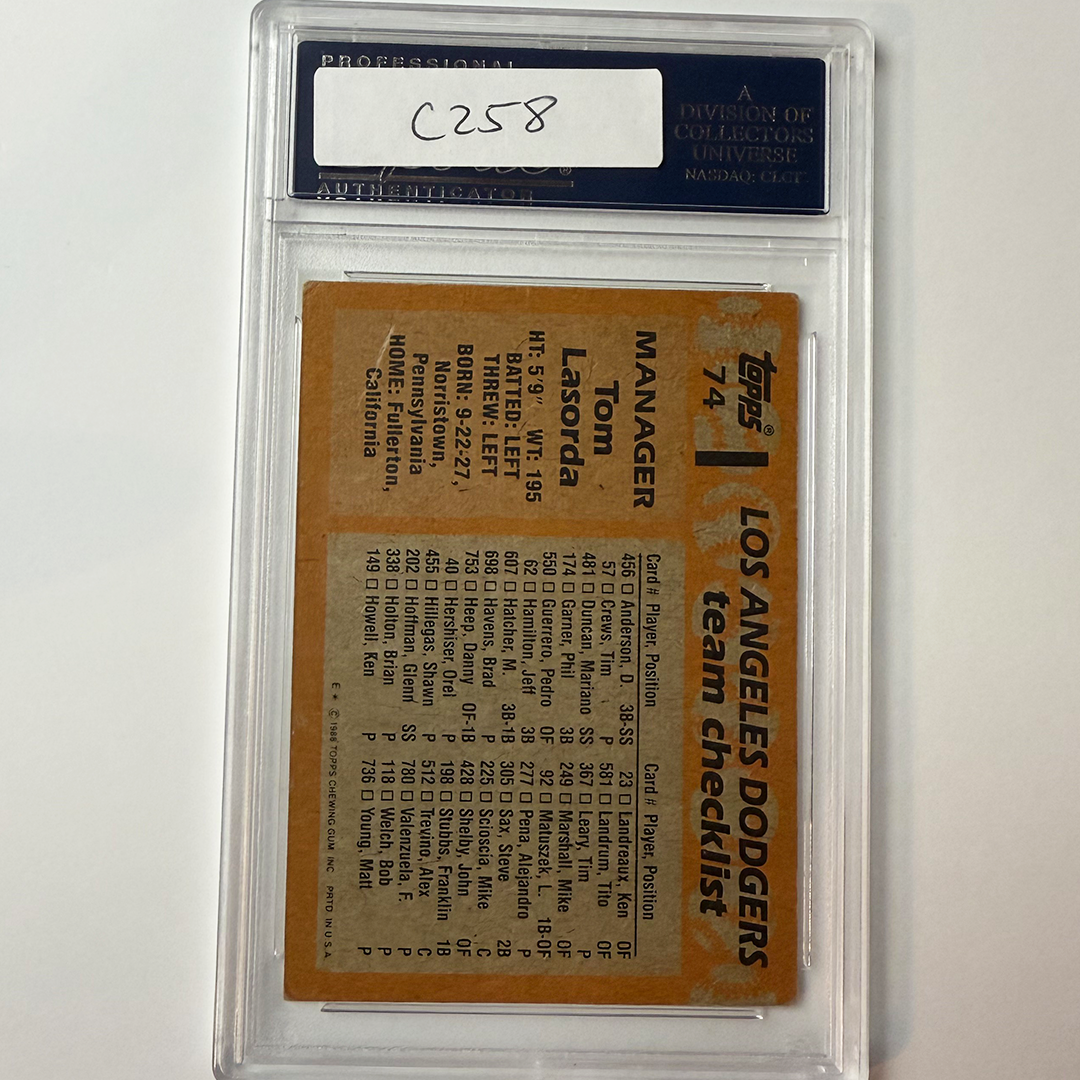 PROFESSIONAL
C258
AUTHENTICATOR
A
DIVISION OF
COLLECTORS
UNIVERSE
NASDAQ: CLCT
topps®
74
LOS ANGELES DODGERS
team checklist
MANAGER
Tom
Lasorda
HT: 5'9" WT: 195
BATTED: LEFT
THREW: LEFT
BORN: 9-22-27,
Norristown,
Pennsylvania
HOME: Fullerton,
California
Card # Player, Position
456 □ Anderson, D. 3B-SS
57 □ Crews, Tim P
481 □ Duncan, Mariano SS
174 □ Garner, Phil 3B
550 □ Guerrero, Pedro OF
62 □ Hamilton, Jeff 3B
607 □ Hatcher, M. 3B-1B
698 □ Havens, Brad P
753 □ Heep, Danny OF-1B
40 □ Hershiser, Orel P
455 □ Hillegas, Shawn P
202 □ Hoffman, Glenn SS
338 □ Holton, Brian P
149 □ Howell, Ken P
Card # Player, Position
23 □ Landreaux, Ken OF
581 □ Landrum, Tito OF
367 □ Leary, Tim P
249 □ Marshall, Mike OF
92 □ Matuszek, L. 1B-OF
277 □ Pena, Alejandro P
305 □ Sax, Steve 2B
225 □ Scioscia, Mike C
428 □ Shelby, John OF
198 □ Stubbs, Franklin 1B
512 □ Trevino, Alex C
780 □ Valenzuela, F. P
118 □ Welch, Bob P
736 □ Young, Matt P
E * © 1988 TOPPS CHEWING GUM INC PRTD. IN U.S.A.